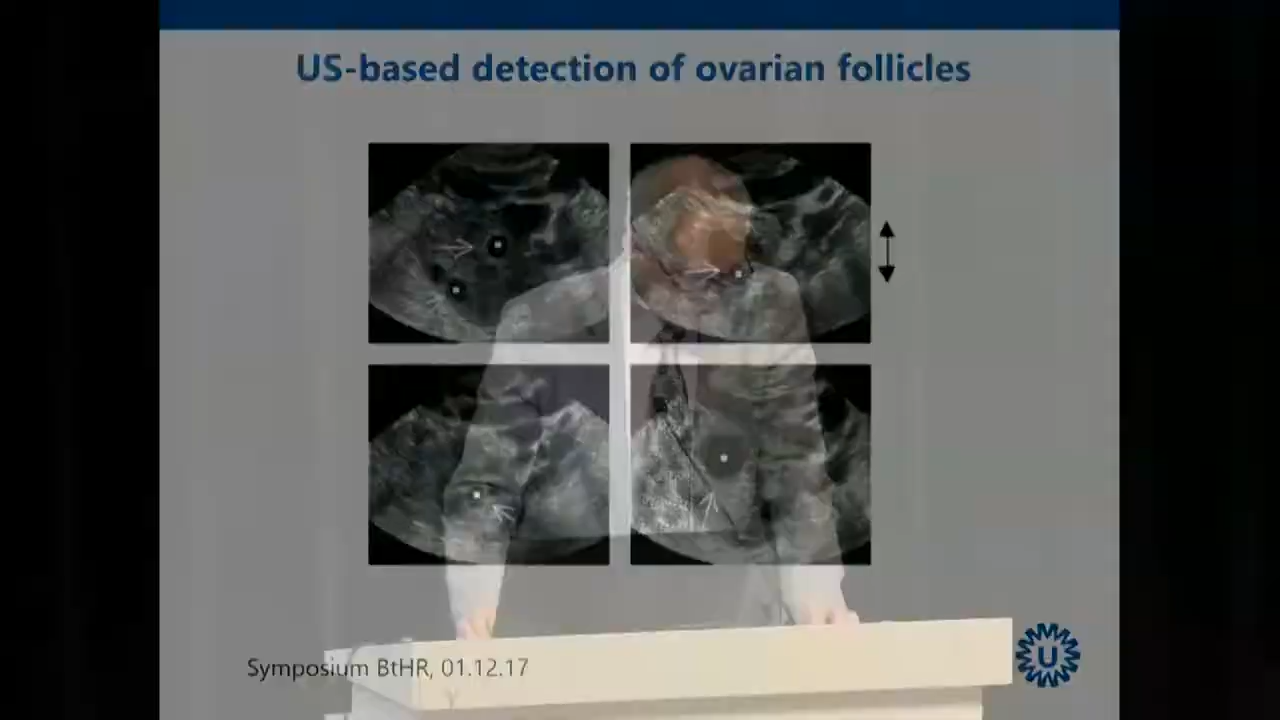 US-based detection of ovarian follicles
Symposium BtHR, 01.12.17
U